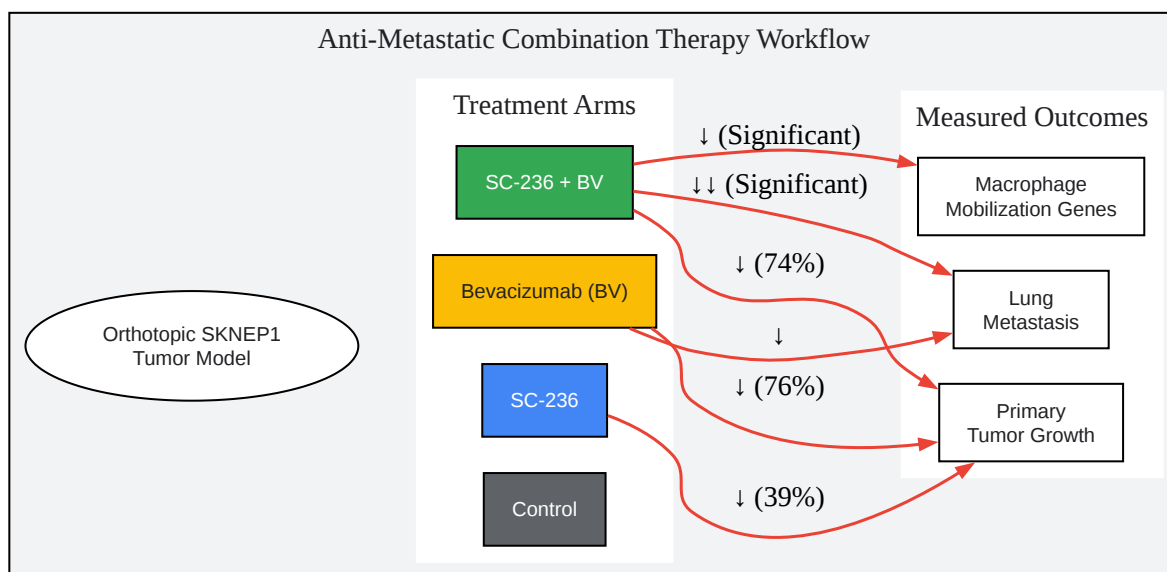 Anti-Metastatic Combination Therapy Workflow
Treatment Arms
Measured Outcomes
↓ (Significant)
SC-236 + BV
↓↓ (Significant)
Macrophage
Mobilization Genes
↓ (74%)
Bevacizumab (BV)
Lung
Metastasis
Orthotopic SKNEP1
Tumor Model
↓
↓ (76%)
SC-236
Primary
Tumor Growth
↓ (39%)
Control